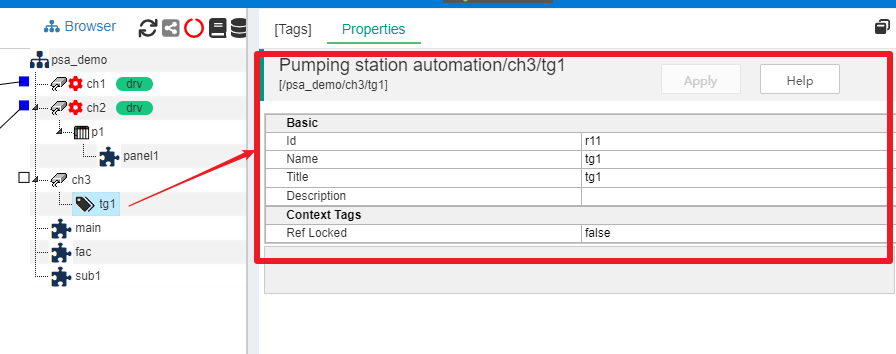 Browser
psa_demo
ch1 drv
ch2 drv
p1
panel1
ch3
tg1
main
fac
sub1
[Tags] Properties
Pumping station automation/ch3/tg1
[/psa_demo/ch3/tg1]
Apply Help
Basic
Id r11
Name tg1
Title tg1
Description
Context Tags
Ref Locked false